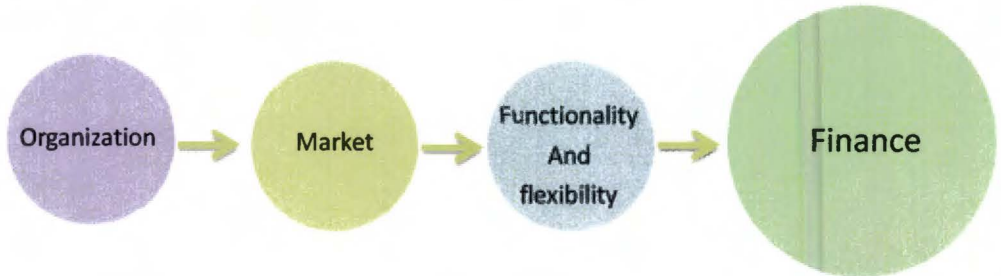 Organization
Market
Functionality
And
flexibility
Finance